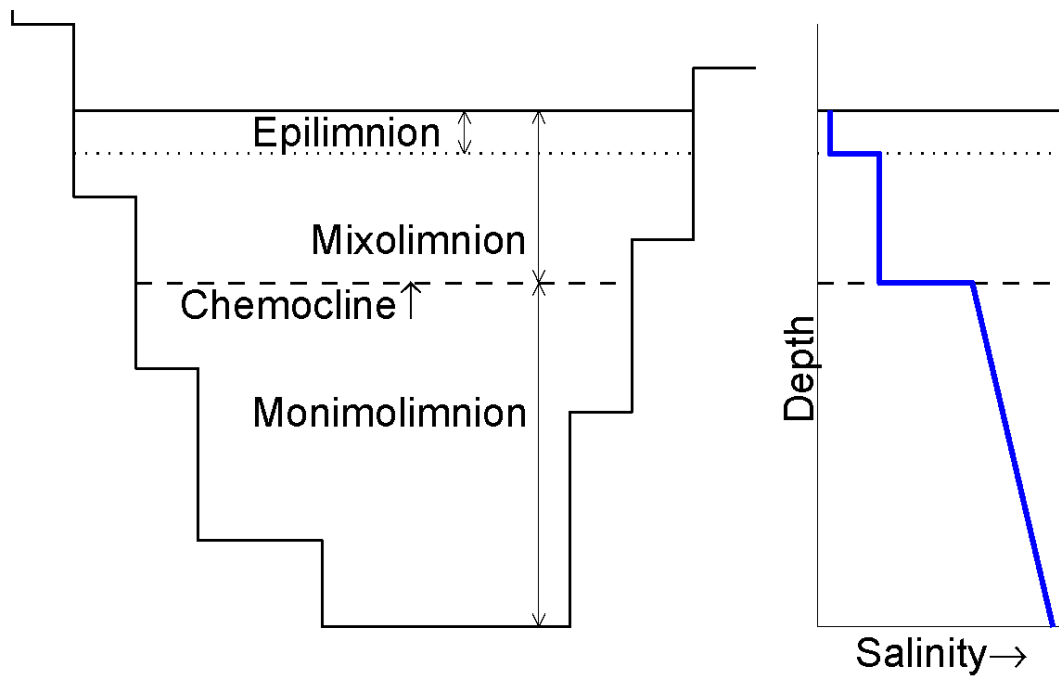 Epilimnion
Mixolimnion
Chemocline↑
Monimolimnion
Depth
Salinity→